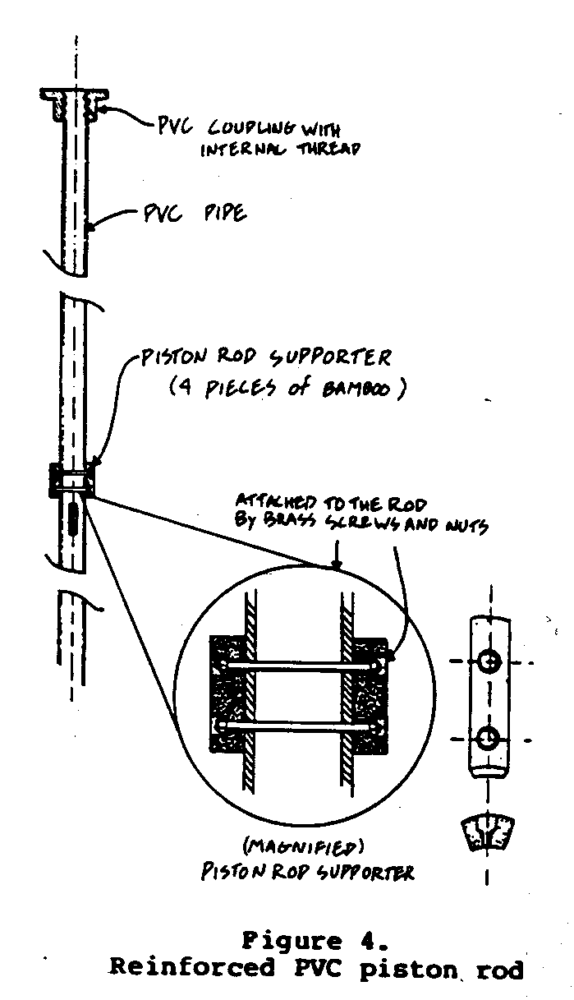 PVC COUPLING WITH
INTERNAL THREAD
PVC PIPE
PISTON ROD SUPPORTER
(4 PIECES of BAMBOO)
ATTACHED TO THE ROD
By BRASS SCREWS AND NUTS
(MAGNIFIED)
PISTON ROD SUPPORTER
Figure 4.
Reinforced PVC piston rod